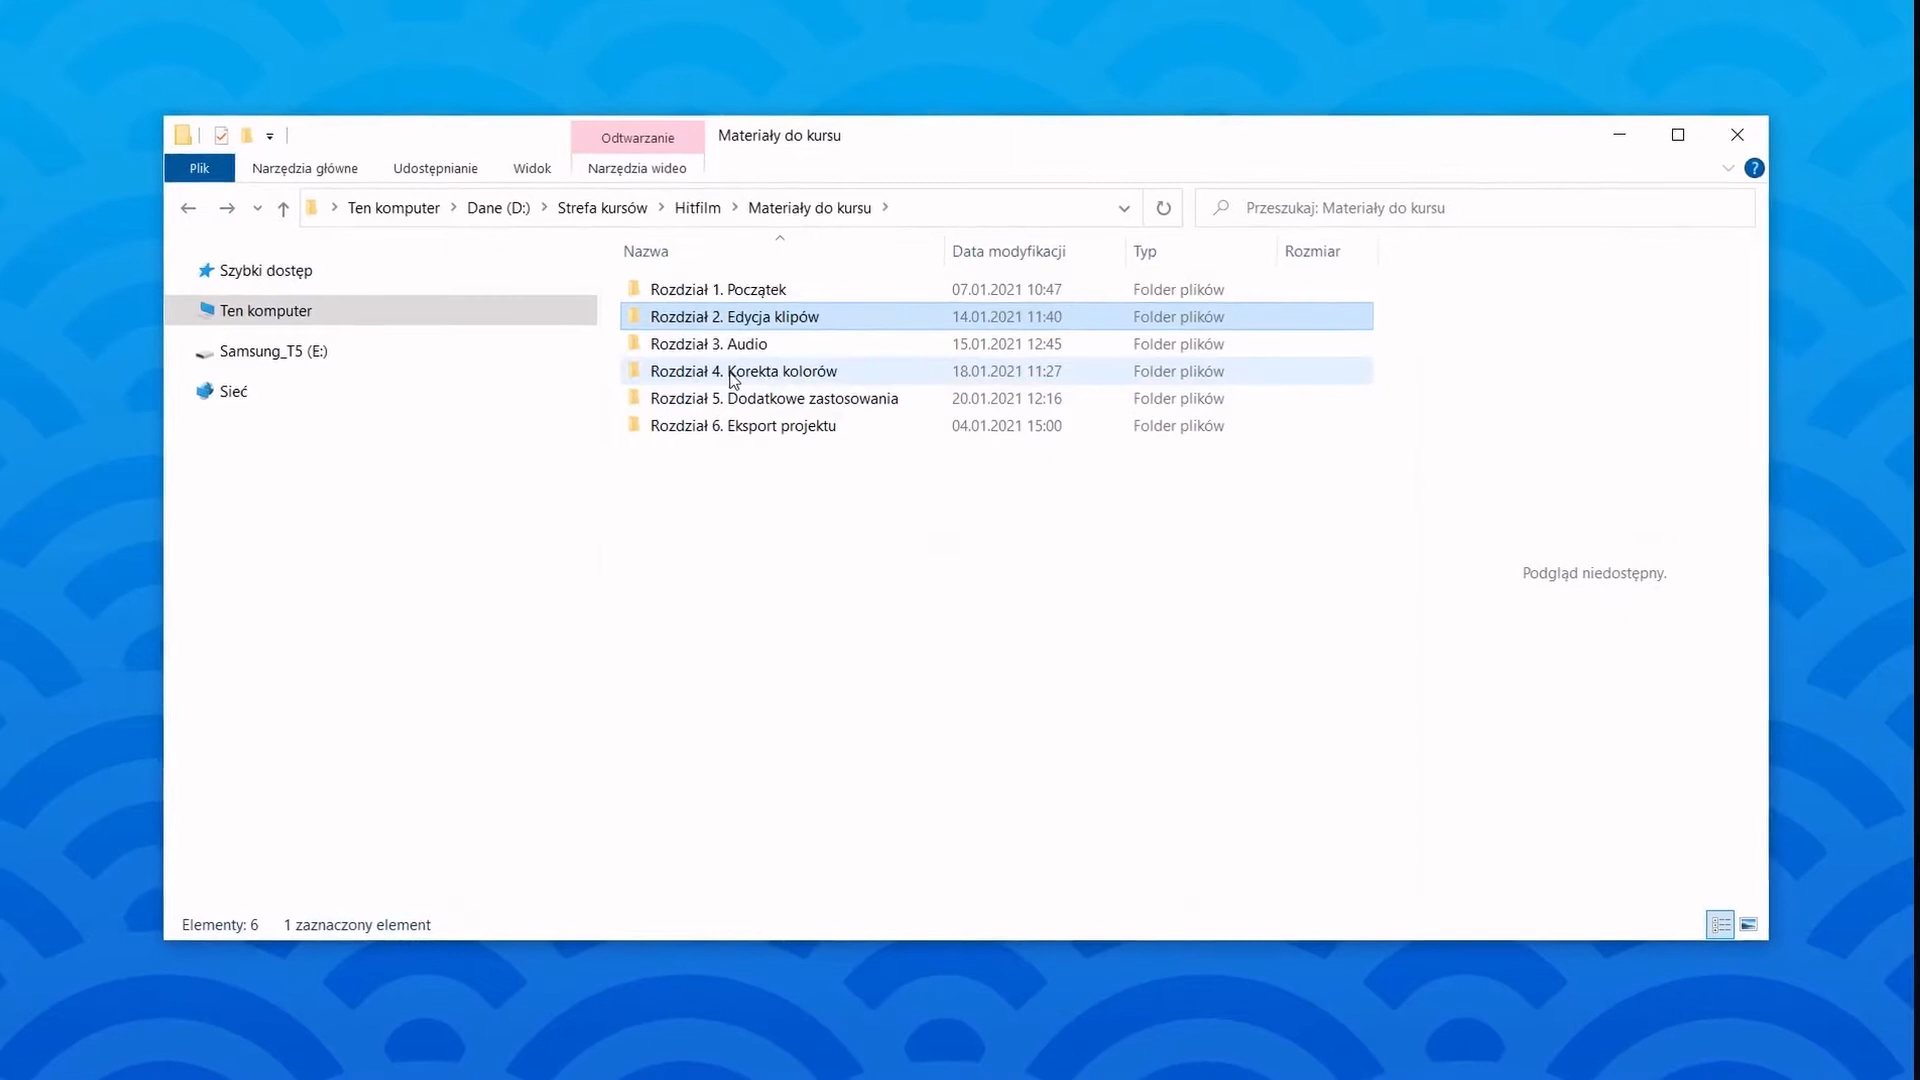 Odtwarzanie Materiały do kursu
Plik Narzędzia główne Udostępnianie Widok Narzędzia wideo ?
Ten komputer Dane (D:) Strefa kursów Hitfilm Materiały do kursu Przeszukaj: Materiały do kursu
Szybki dostęp
Ten komputer
Samsung_T5 (E:)
Sieć
Nazwa Data modyfikacji Typ Rozmiar
Rozdział 1. Początek 07.01.2021 10:47 Folder plików
Rozdział 2. Edycja klipów 14.01.2021 11:40 Folder plików
Rozdział 3. Audio 15.01.2021 12:45 Folder plików
Rozdział 4. Korekta kolorów 18.01.2021 11:27 Folder plików
Rozdział 5. Dodatkowe zastosowania 20.01.2021 12:16 Folder plików
Rozdział 6. Eksport projektu 04.01.2021 15:00 Folder plików
Podgląd niedostępny.
Elementy: 6 1 zaznaczony element